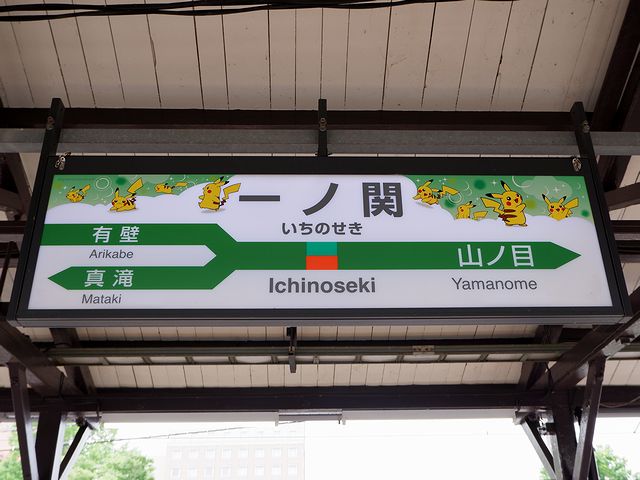 一ノ関
いちのせき
有壁
Arikabe
真滝
Mataki
Ichinoseki
山ノ目
Yamanome